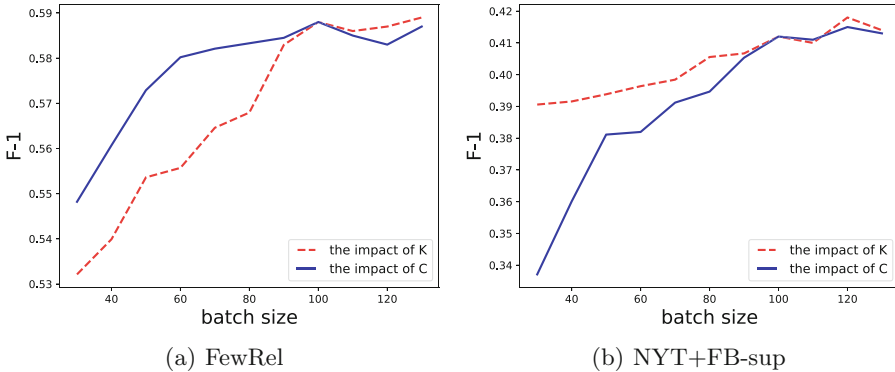 0.59
0.58
0.57
0.56
0.55
0.54
0.53
F-1
40
60
80
100
120
batch size
the impact of K
the impact of C
(a) FewRel
0.42
0.41
0.40
0.39
0.38
0.37
0.36
0.35
0.34
F-1
40
60
80
100
120
batch size
the impact of K
the impact of C
(b) NYT+FB-sup